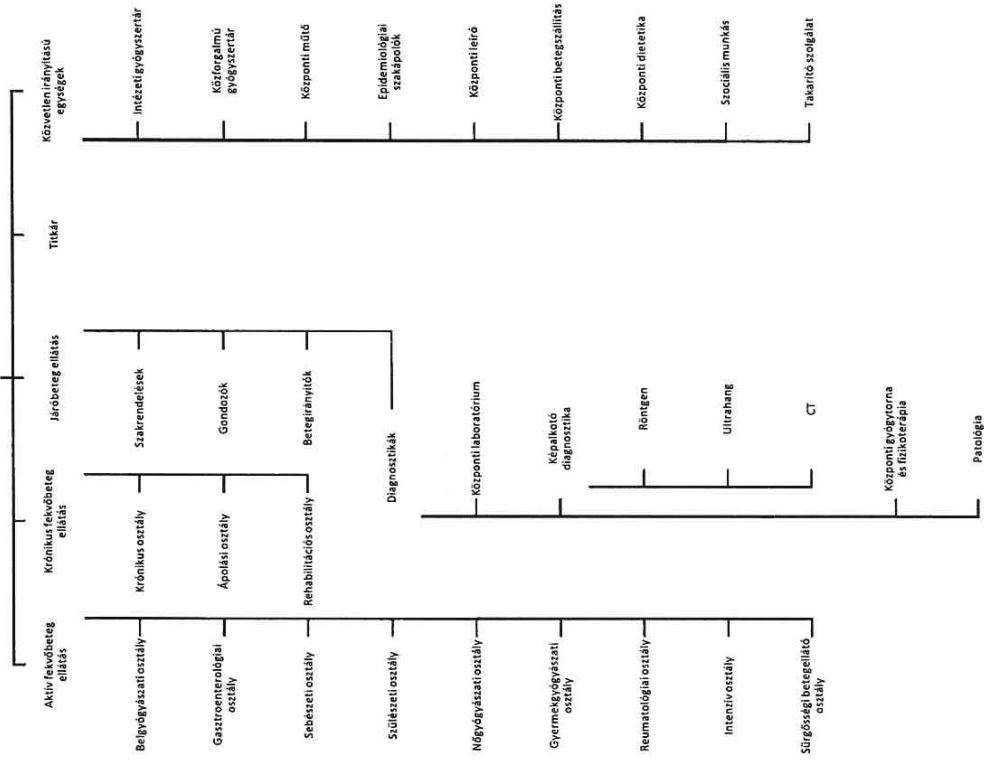 Aktív fekvőbeteg
ellátás
Belgyógyászati osztály
Gasztroenterológiai
osztály
Sebészeti osztály
Szülészeti osztály
Nőgyógyászati osztály
Gyermekgyógyászati
osztály
Reumatológiai osztály
Intenzív osztály
Sürgősségi betegellátó
osztály
Krónikus fekvőbeteg
ellátás
Krónikus osztály
Ápolási osztály
Rehabilitációs osztály
Járóbeteg ellátás
Szakrendelések
Gondozók
Betegirányítók
Diagnosztikák
Központi laboratórium
Képalkotó
diagnosztika
Röntgen
Ultrahang
CT
Központi gyógytorna
és fizikoterápia
Patológia
Titkár
Közvetlen irányítású
egységek
Intézeti gyógyszertár
Közforgalmú
gyógyszertár
Központi műtő
Epidemiológiai
szakápolók
Központi leíró
Központi betegszállítás
Központi dietetika
Szociális munkás
Takarító szolgálat